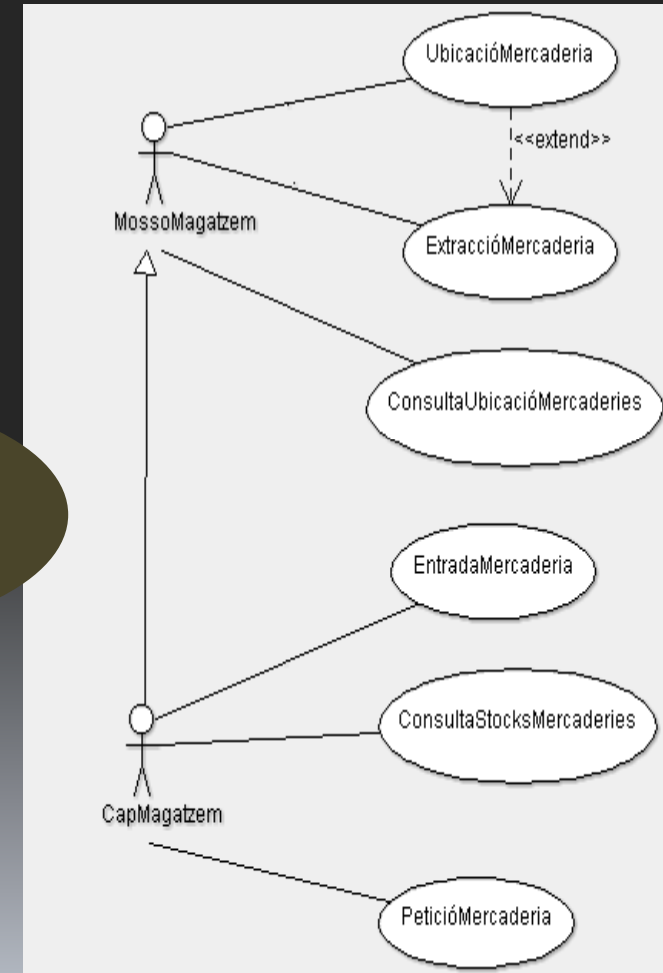 UbicacióMercaderia
<<extend>>
MossoMagatzem
ExtraccióMercaderia
ConsultaUbicacióMercaderies
EntradaMercaderia
ConsultaStocksMercaderies
CapMagatzem
PeticióMercaderia